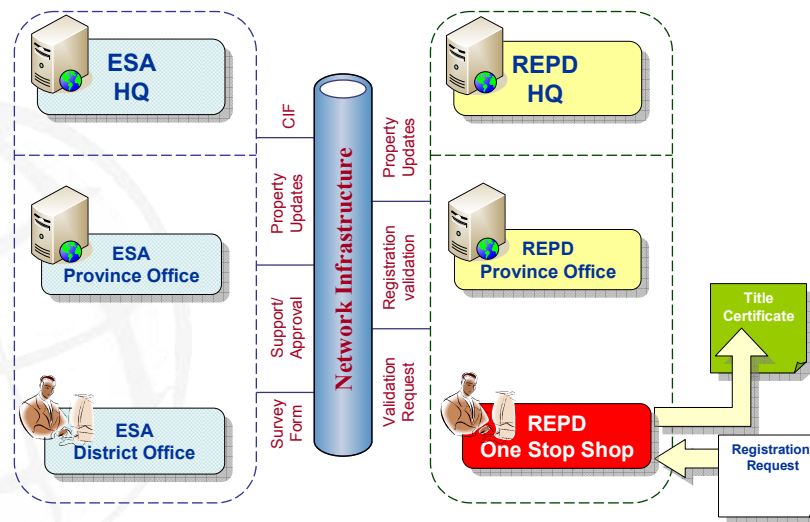 ESA
HQ
REPD
HQ
CIF
Property
Updates
Network Infrastructure
Property
Updates
ESA
Province Office
REPD
Province Office
Support/
Approval
Registration
validation
Title
Certificate
Survey
Form
Validation
Request
ESA
District Office
REPD
One Stop Shop
Registration
Request